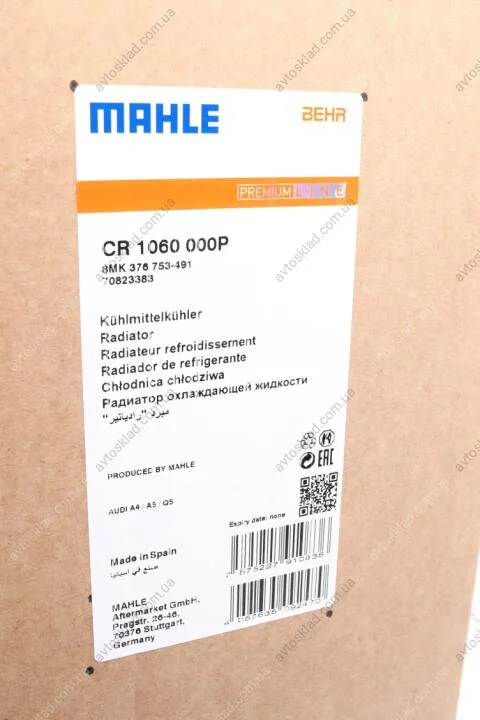 MAHLE
BEHR
PREMIUM LINE
CR 1060 000P
8MK 376 753-491
70823383
Kühlmittelkühler
Radiator
Radiateur refroidissement
Radiador de refrigerante
Chłodnica chłodziwa
Радиатор охлаждающей жидкости
مبرد "رادياتير"
PRODUCED BY MAHLE
EAC
AUDI A4 / A5 / Q5
Expiry date: none
Made in Spain
صنع في أسبانيا
MAHLE
Aftermarket GmbH,
Pragstr. 26-46,
70376 Stuttgart,
Germany
avtosklad.com.ua